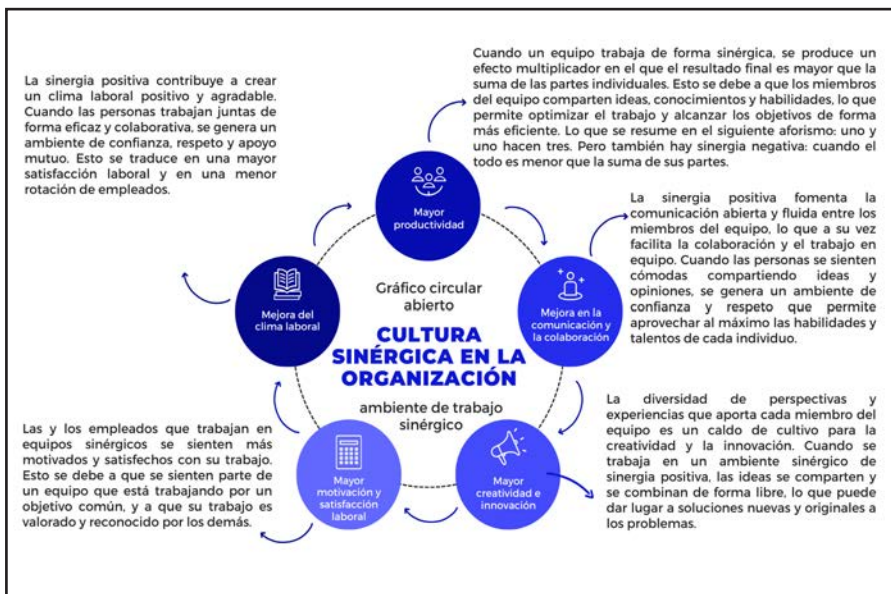 La sinergia positiva contribuye a crear
un clima laboral positivo y agradable.
Cuando las personas trabajan juntas de
forma eficaz y colaborativa, se genera un
ambiente de confianza, respeto y apoyo
mutuo. Esto se traduce en una mayor
satisfacción laboral y en una menor
rotación de empleados.
Cuando un equipo trabaja de forma sinérgica, se produce un
efecto multiplicador en el que el resultado final es mayor que la
suma de las partes individuales. Esto se debe a que los miembros
del equipo comparten ideas, conocimientos y habilidades, lo que
permite optimizar el trabajo y alcanzar los objetivos de forma
más eficiente. Lo que se resume en el siguiente aforismo: uno y
uno hacen tres. Pero también hay sinergia negativa: cuando el
todo es menor que la suma de sus partes.
Mayor
productividad
La sinergia positiva fomenta la
comunicación abierta y fluida entre los
miembros del equipo, lo que a su vez
facilita la colaboración y el trabajo en
equipo. Cuando las personas se sienten
cómodas compartiendo ideas y
opiniones, se genera un ambiente de
confianza y respeto que permite
aprovechar al máximo las habilidades y
talentos de cada individuo.
Mejora del
clima laboral
Gráfico circular
abierto
Mejora en la
comunicación y
la colaboración
CULTURA
SINÉRGICA EN LA
ORGANIZACIÓN
ambiente de trabajo
sinérgico
Las y los empleados que trabajan en
equipos sinérgicos se sienten más
motivados y satisfechos con su trabajo.
Esto se debe a que se sienten parte de
un equipo que está trabajando por un
objetivo común, y a que su trabajo es
valorado y reconocido por los demás.
Mayor
motivación y
satisfacción
laboral
Mayor
creatividad e
innovación
La diversidad de perspectivas y
experiencias que aporta cada miembro del
equipo es un caldo de cultivo para la
creatividad y la innovación. Cuando se
trabaja en un ambiente sinérgico de
sinergia positiva, las ideas se comparten y
se combinan de forma libre, lo que puede
dar lugar a soluciones nuevas y originales a
los problemas.